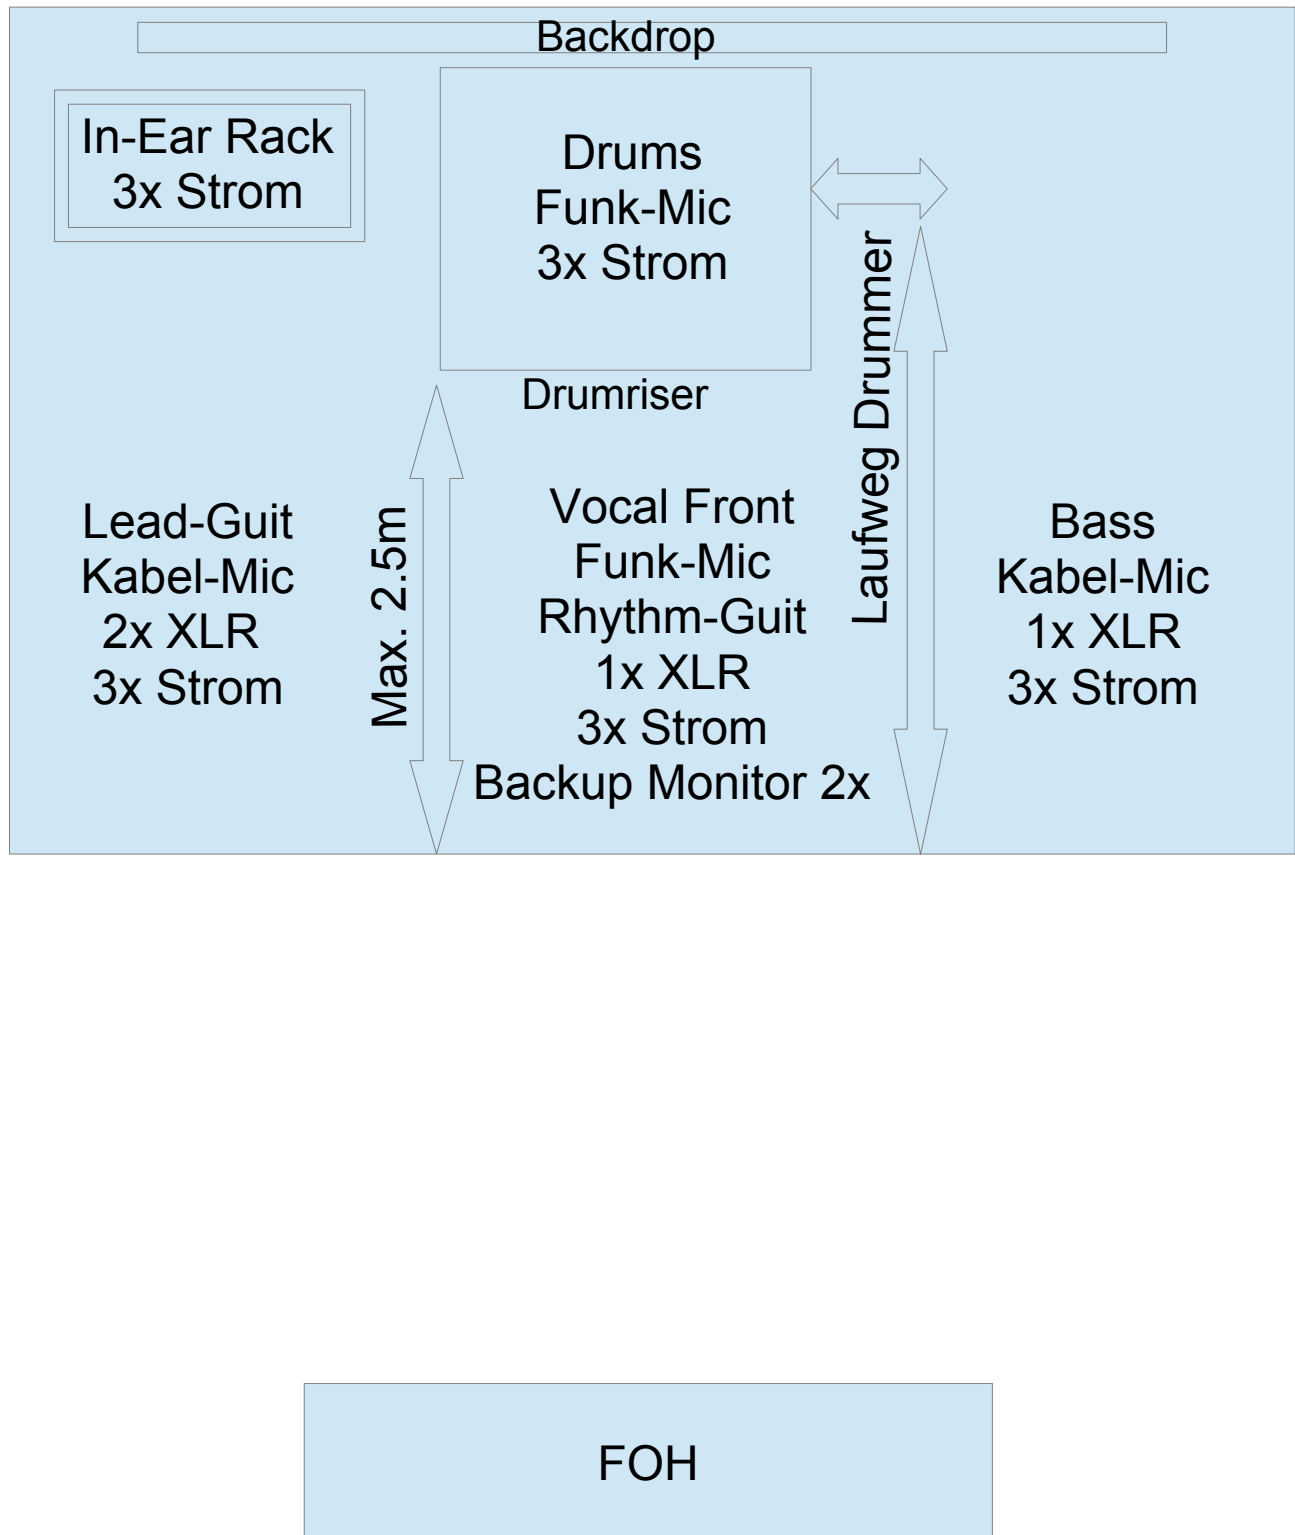 Backdrop
In-Ear Rack
3x Strom
Drums
Funk-Mic
3x Strom
Drumriser
Laufweg Drummer
Lead-Guit
Kabel-Mic
2x XLR
3x Strom
Max. 2.5m
Vocal Front
Funk-Mic
Rhythm-Guit
1x XLR
3x Strom
Backup Monitor 2x
Bass
Kabel-Mic
1x XLR
3x Strom
FOH